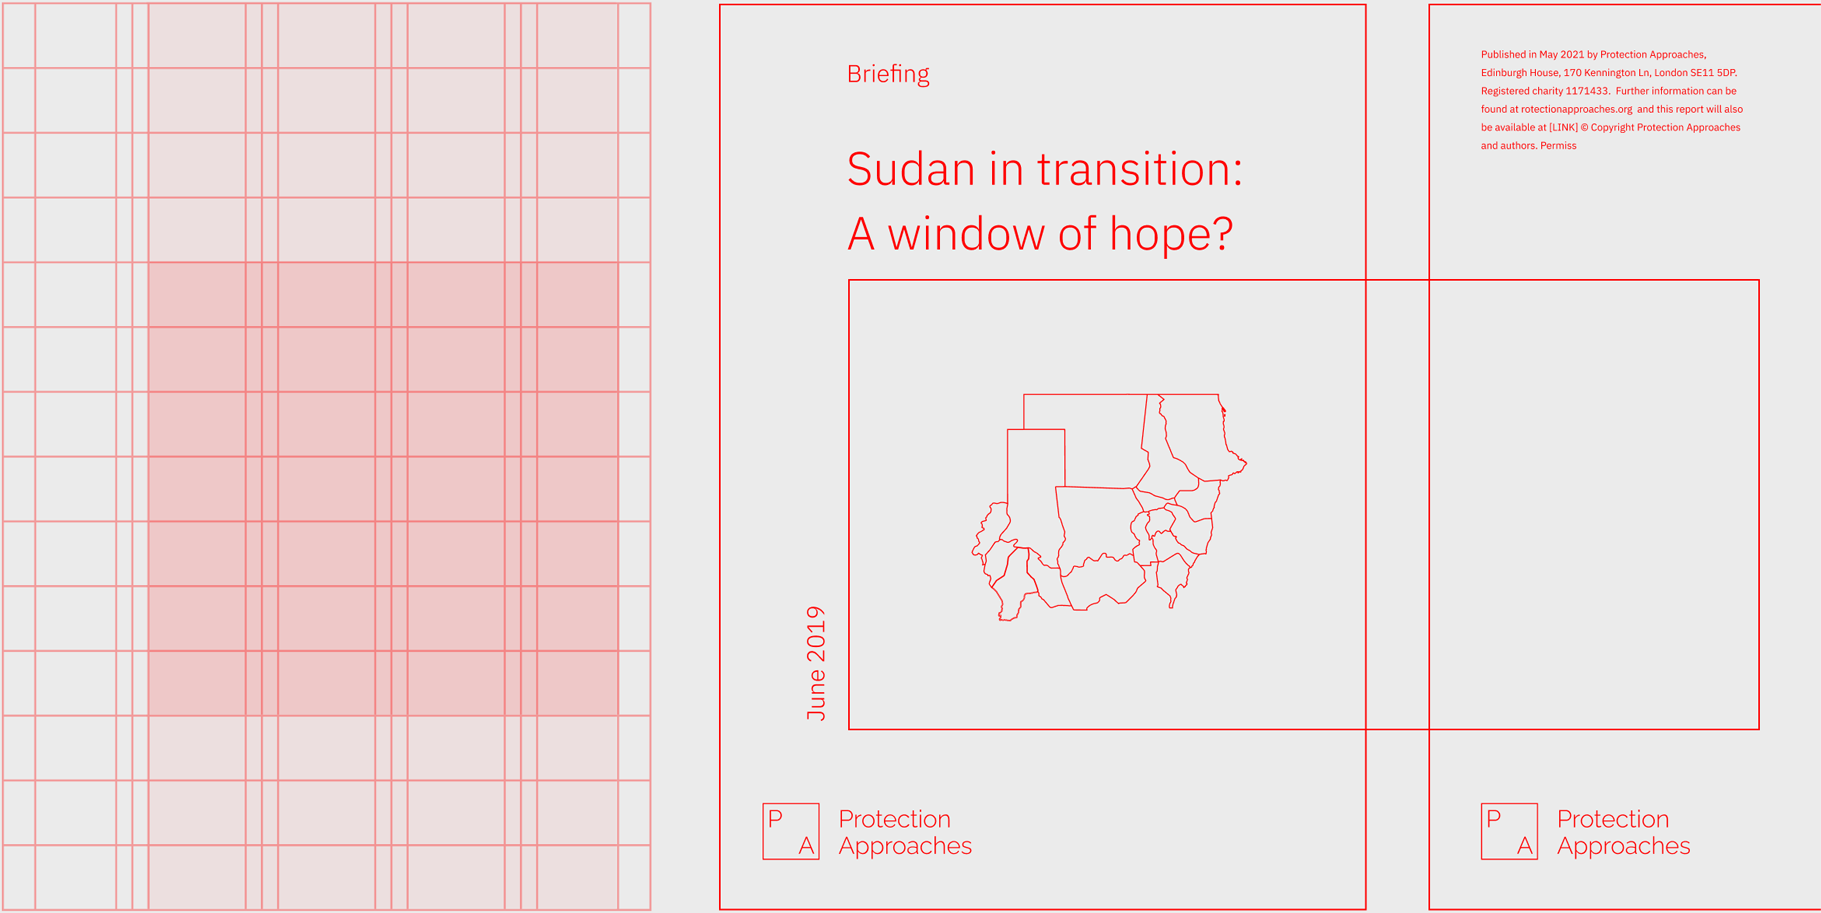 Briefing
Sudan in transition:
A window of hope?
June 2019
P
A
Protection
Approaches
Published in May 2021 by Protection Approaches,
Edinburgh House, 170 Kennington Ln, London SE11 5DP.
Registered charity 1171433.  Further information can be
found at rotectionapproaches.org  and this report will also
be available at [LINK] © Copyright Protection Approaches
and authors. Permiss
P
A
Protection
Approaches